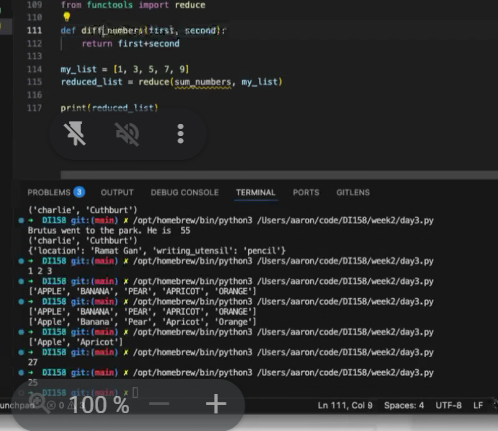 109 from functools import reduce
110
111 def diff_numbers(first, second):
112 return first+second
113
114 my_list = [1, 3, 5, 7, 9]
115 reduced_list = reduce(sum_numbers, my_list)
116
117 print(reduced_list)
PROBLEMS 3 OUTPUT DEBUG CONSOLE TERMINAL PORTS GITLENS
('charlie', 'Cuthburt')
➜ DI158 git:(main) ✗ /opt/homebrew/bin/python3 /Users/aaron/code/DI158/week2/day3.py
Brutus went to the park. He is 55
('charlie', 'Cuthburt')
{'location': 'Ramat Gan', 'writing_utensil': 'pencil'}
➜ DI158 git:(main) ✗ /opt/homebrew/bin/python3 /Users/aaron/code/DI158/week2/day3.py
1 2 3
➜ DI158 git:(main) ✗ /opt/homebrew/bin/python3 /Users/aaron/code/DI158/week2/day3.py
['APPLE', 'BANANA', 'PEAR', 'APRICOT', 'ORANGE']
➜ DI158 git:(main) ✗ /opt/homebrew/bin/python3 /Users/aaron/code/DI158/week2/day3.py
['APPLE', 'BANANA', 'PEAR', 'APRICOT', 'ORANGE']
['Apple', 'Banana', 'Pear', 'Apricot', 'Orange']
➜ DI158 git:(main) ✗ /opt/homebrew/bin/python3 /Users/aaron/code/DI158/week2/day3.py
['Apple', 'Apricot']
➜ DI158 git:(main) ✗ /opt/homebrew/bin/python3 /Users/aaron/code/DI158/week2/day3.py
27
➜ DI158 git:(main) ✗ /opt/homebrew/bin/python3 /Users/aaron/code/DI158/week2/day3.py
25
➜ DI158 git:(main) ✗
100 % − +
Ln 111, Col 9 Spaces: 4 UTF-8 LF